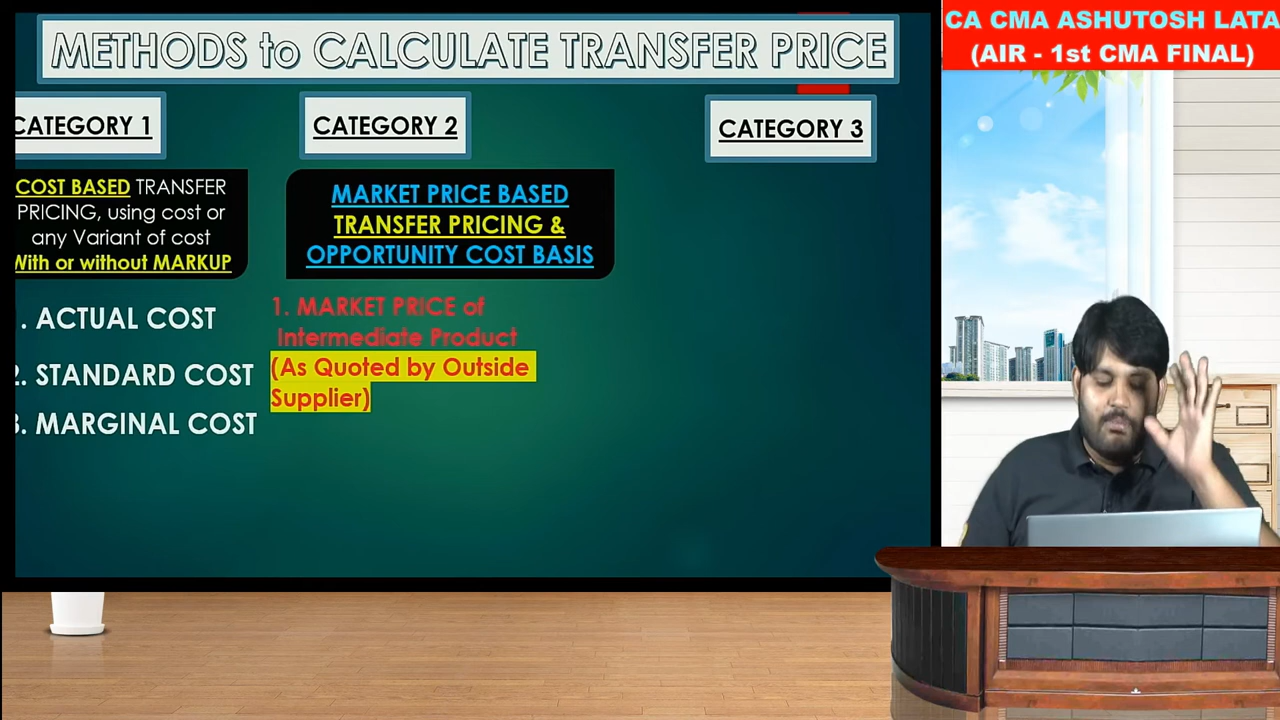 METHODS to CALCULATE TRANSFER PRICE
CA CMA ASHUTOSH LATA
(AIR - 1st CMA FINAL)
CATEGORY 1
CATEGORY 2
CATEGORY 3
COST BASED TRANSFER
PRICING, using cost or
any Variant of cost
With or without MARKUP
MARKET PRICE BASED
TRANSFER PRICING &
OPPORTUNITY COST BASIS
. ACTUAL COST
2. STANDARD COST
3. MARGINAL COST
1. MARKET PRICE of
Intermediate Product
(As Quoted by Outside
Supplier)